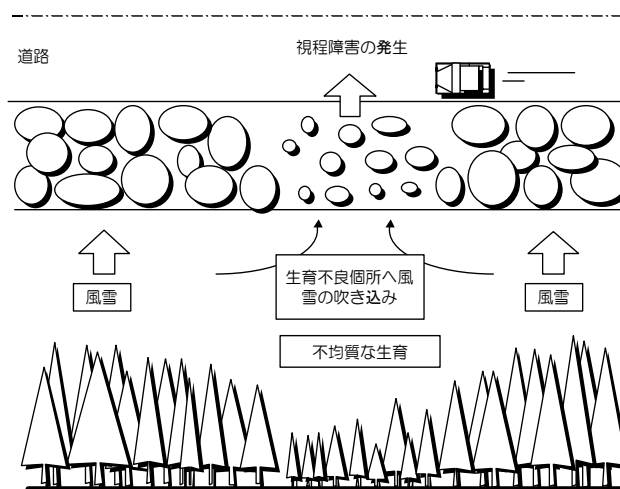 道路
視程障害の発生
生育不良個所へ風
雪の吹き込み
風雪
風雪
不均質な生育